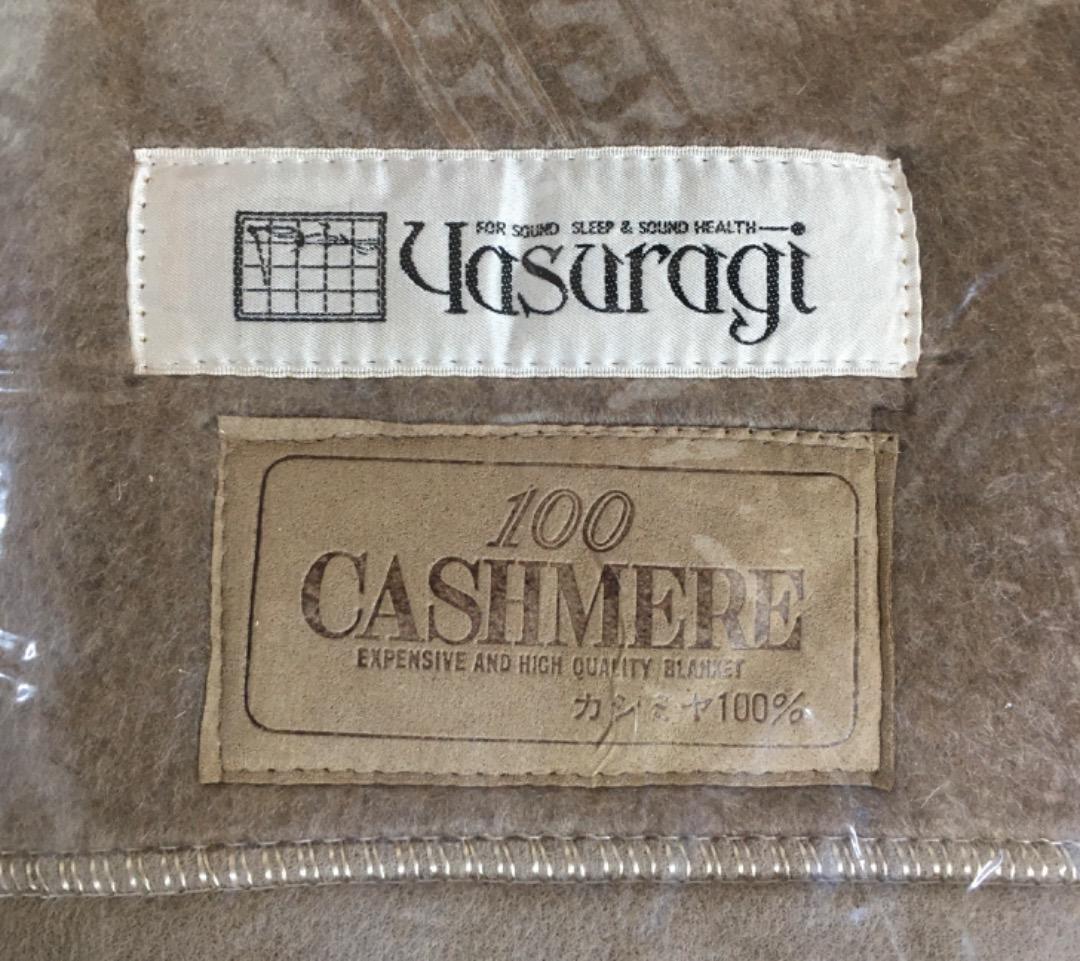 FOR SOUND SLEEP & SOUND HEALTH
Yasuragi
100
CASHMERE
EXPENSIVE AND HIGH QUALITY BLANKET
カシミヤ100%